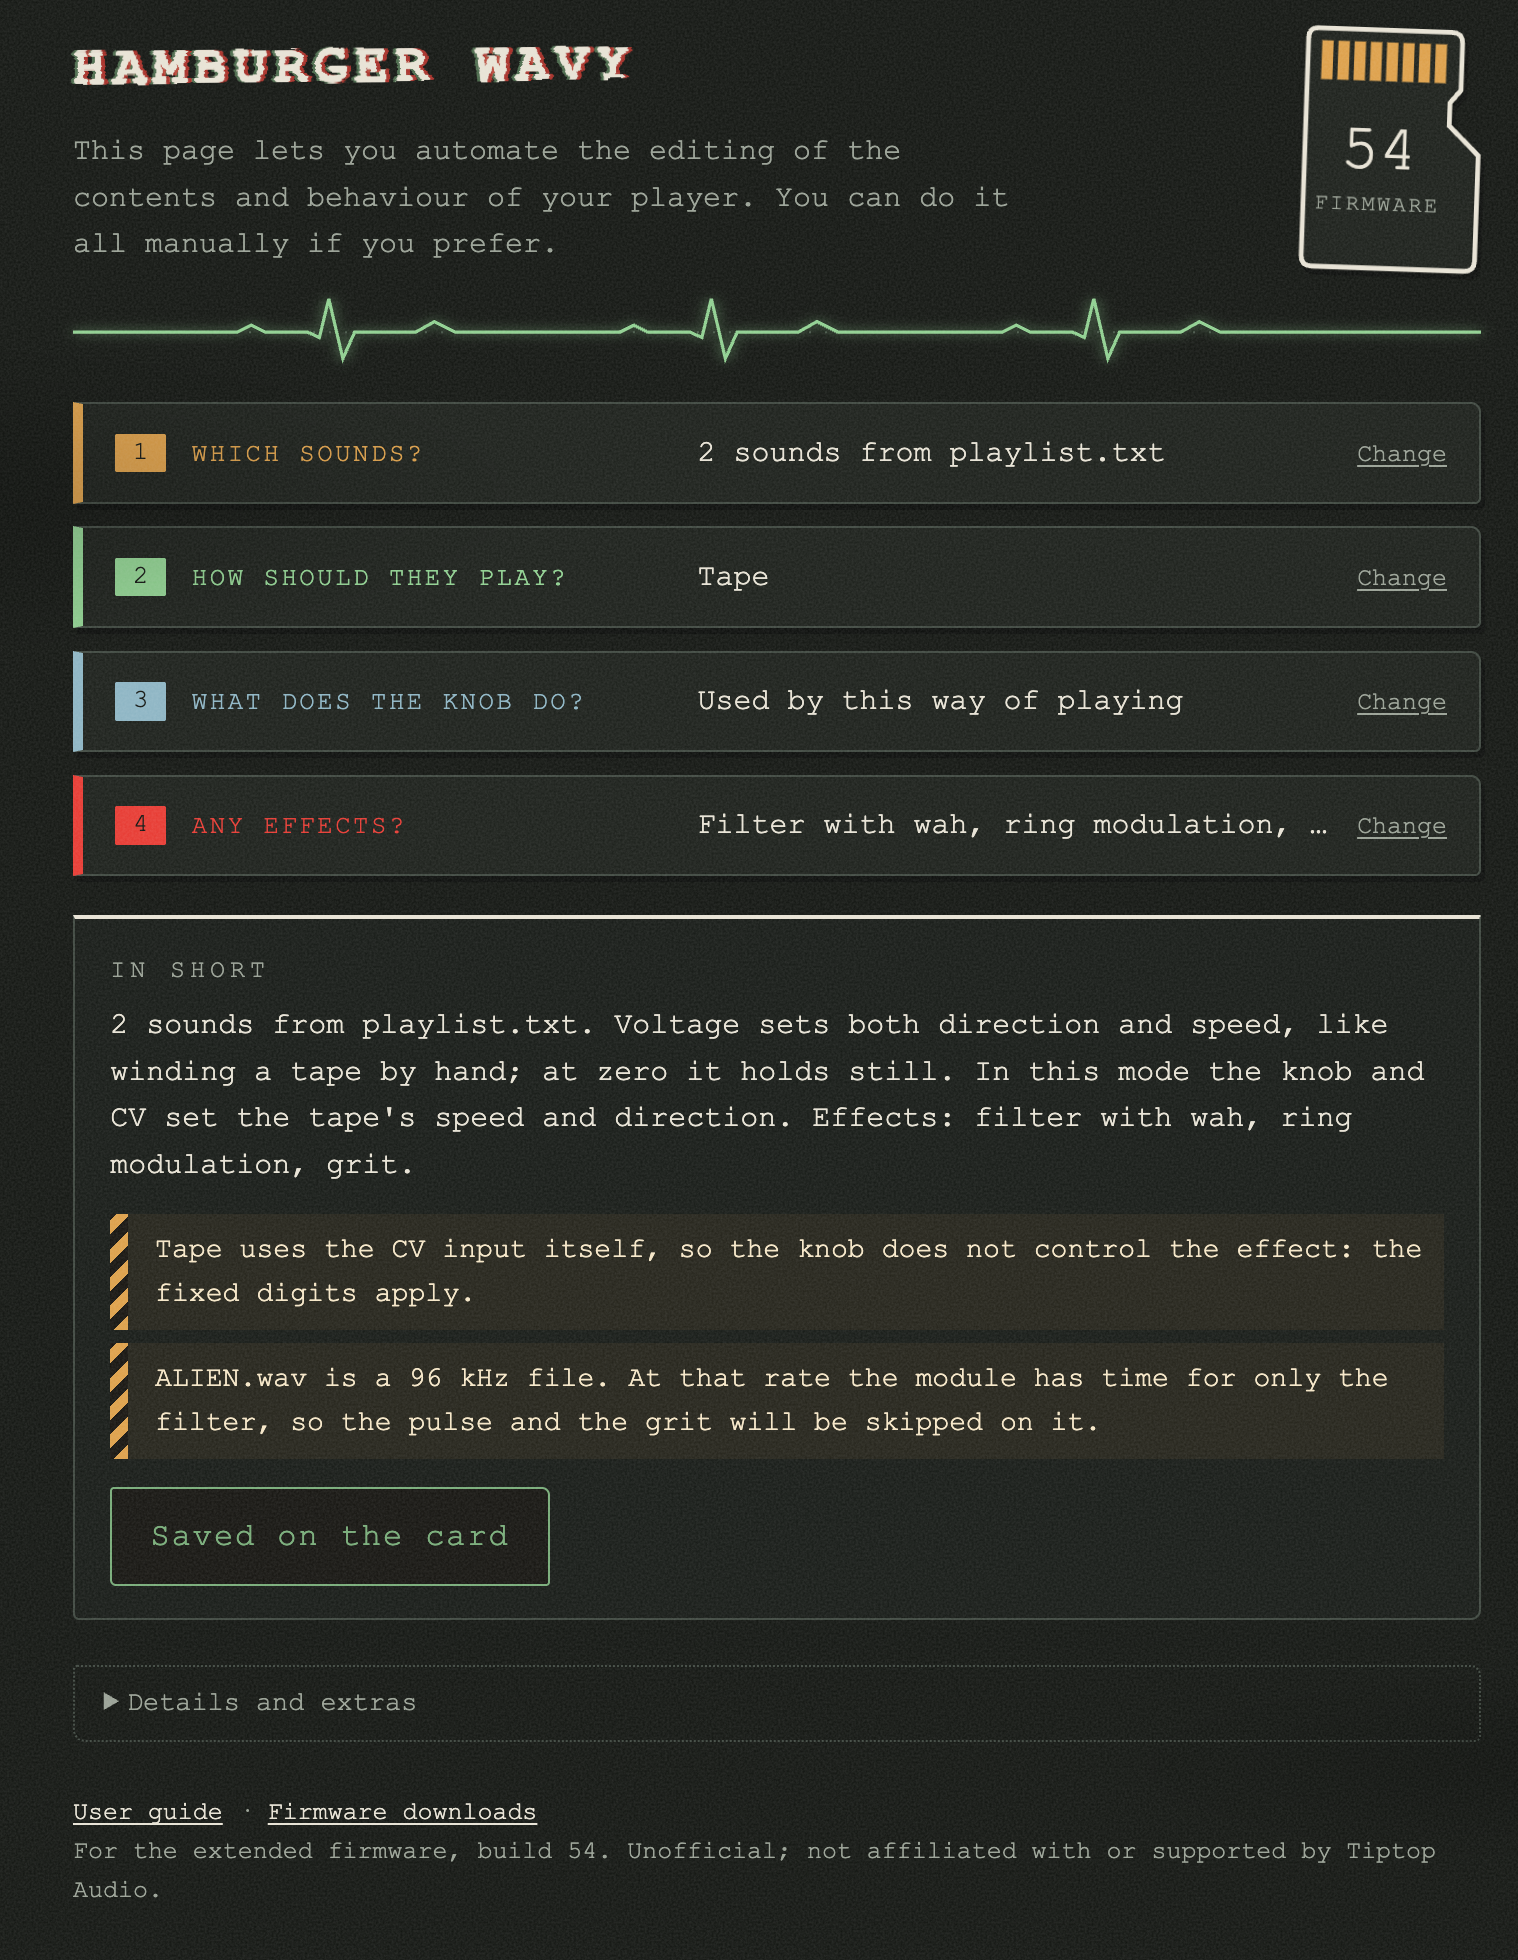 HAMBURGER WAVY
54
FIRMWARE
This page lets you automate the editing of the
contents and behaviour of your player. You can do it
all manually if you prefer.
1 WHICH SOUNDS? 2 sounds from playlist.txt Change
2 HOW SHOULD THEY PLAY? Tape Change
3 WHAT DOES THE KNOB DO? Used by this way of playing Change
4 ANY EFFECTS? Filter with wah, ring modulation, … Change
IN SHORT
2 sounds from playlist.txt. Voltage sets both direction and speed, like
winding a tape by hand; at zero it holds still. In this mode the knob and
CV set the tape's speed and direction. Effects: filter with wah, ring
modulation, grit.
Tape uses the CV input itself, so the knob does not control the effect: the
fixed digits apply.
ALIEN.wav is a 96 kHz file. At that rate the module has time for only the
filter, so the pulse and the grit will be skipped on it.
Saved on the card
Details and extras
User guide · Firmware downloads
For the extended firmware, build 54. Unofficial; not affiliated with or supported by Tiptop
Audio.